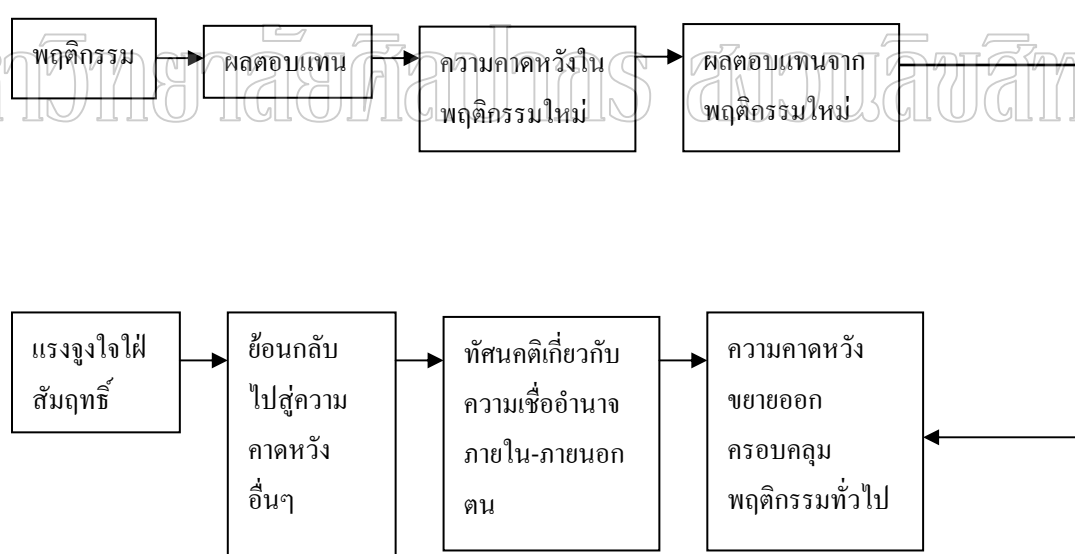 พฤติกรรม
ผลตอบแทน
ความคาดหวังใน
พฤติกรรมใหม่
ผลตอบแทนจาก
พฤติกรรมใหม่
แรงจูงใจใฝ่
สัมฤทธิ์
ย้อนกลับ
ไปสู่ความ
คาดหวัง
อื่นๆ
ทัศนคติเกี่ยวกับ
ความเชื่ออำนาจ
ภายใน-ภายนอก
ตน
ความคาดหวัง
ขยายออก
ครอบคลุม
พฤติกรรมทั่วไป